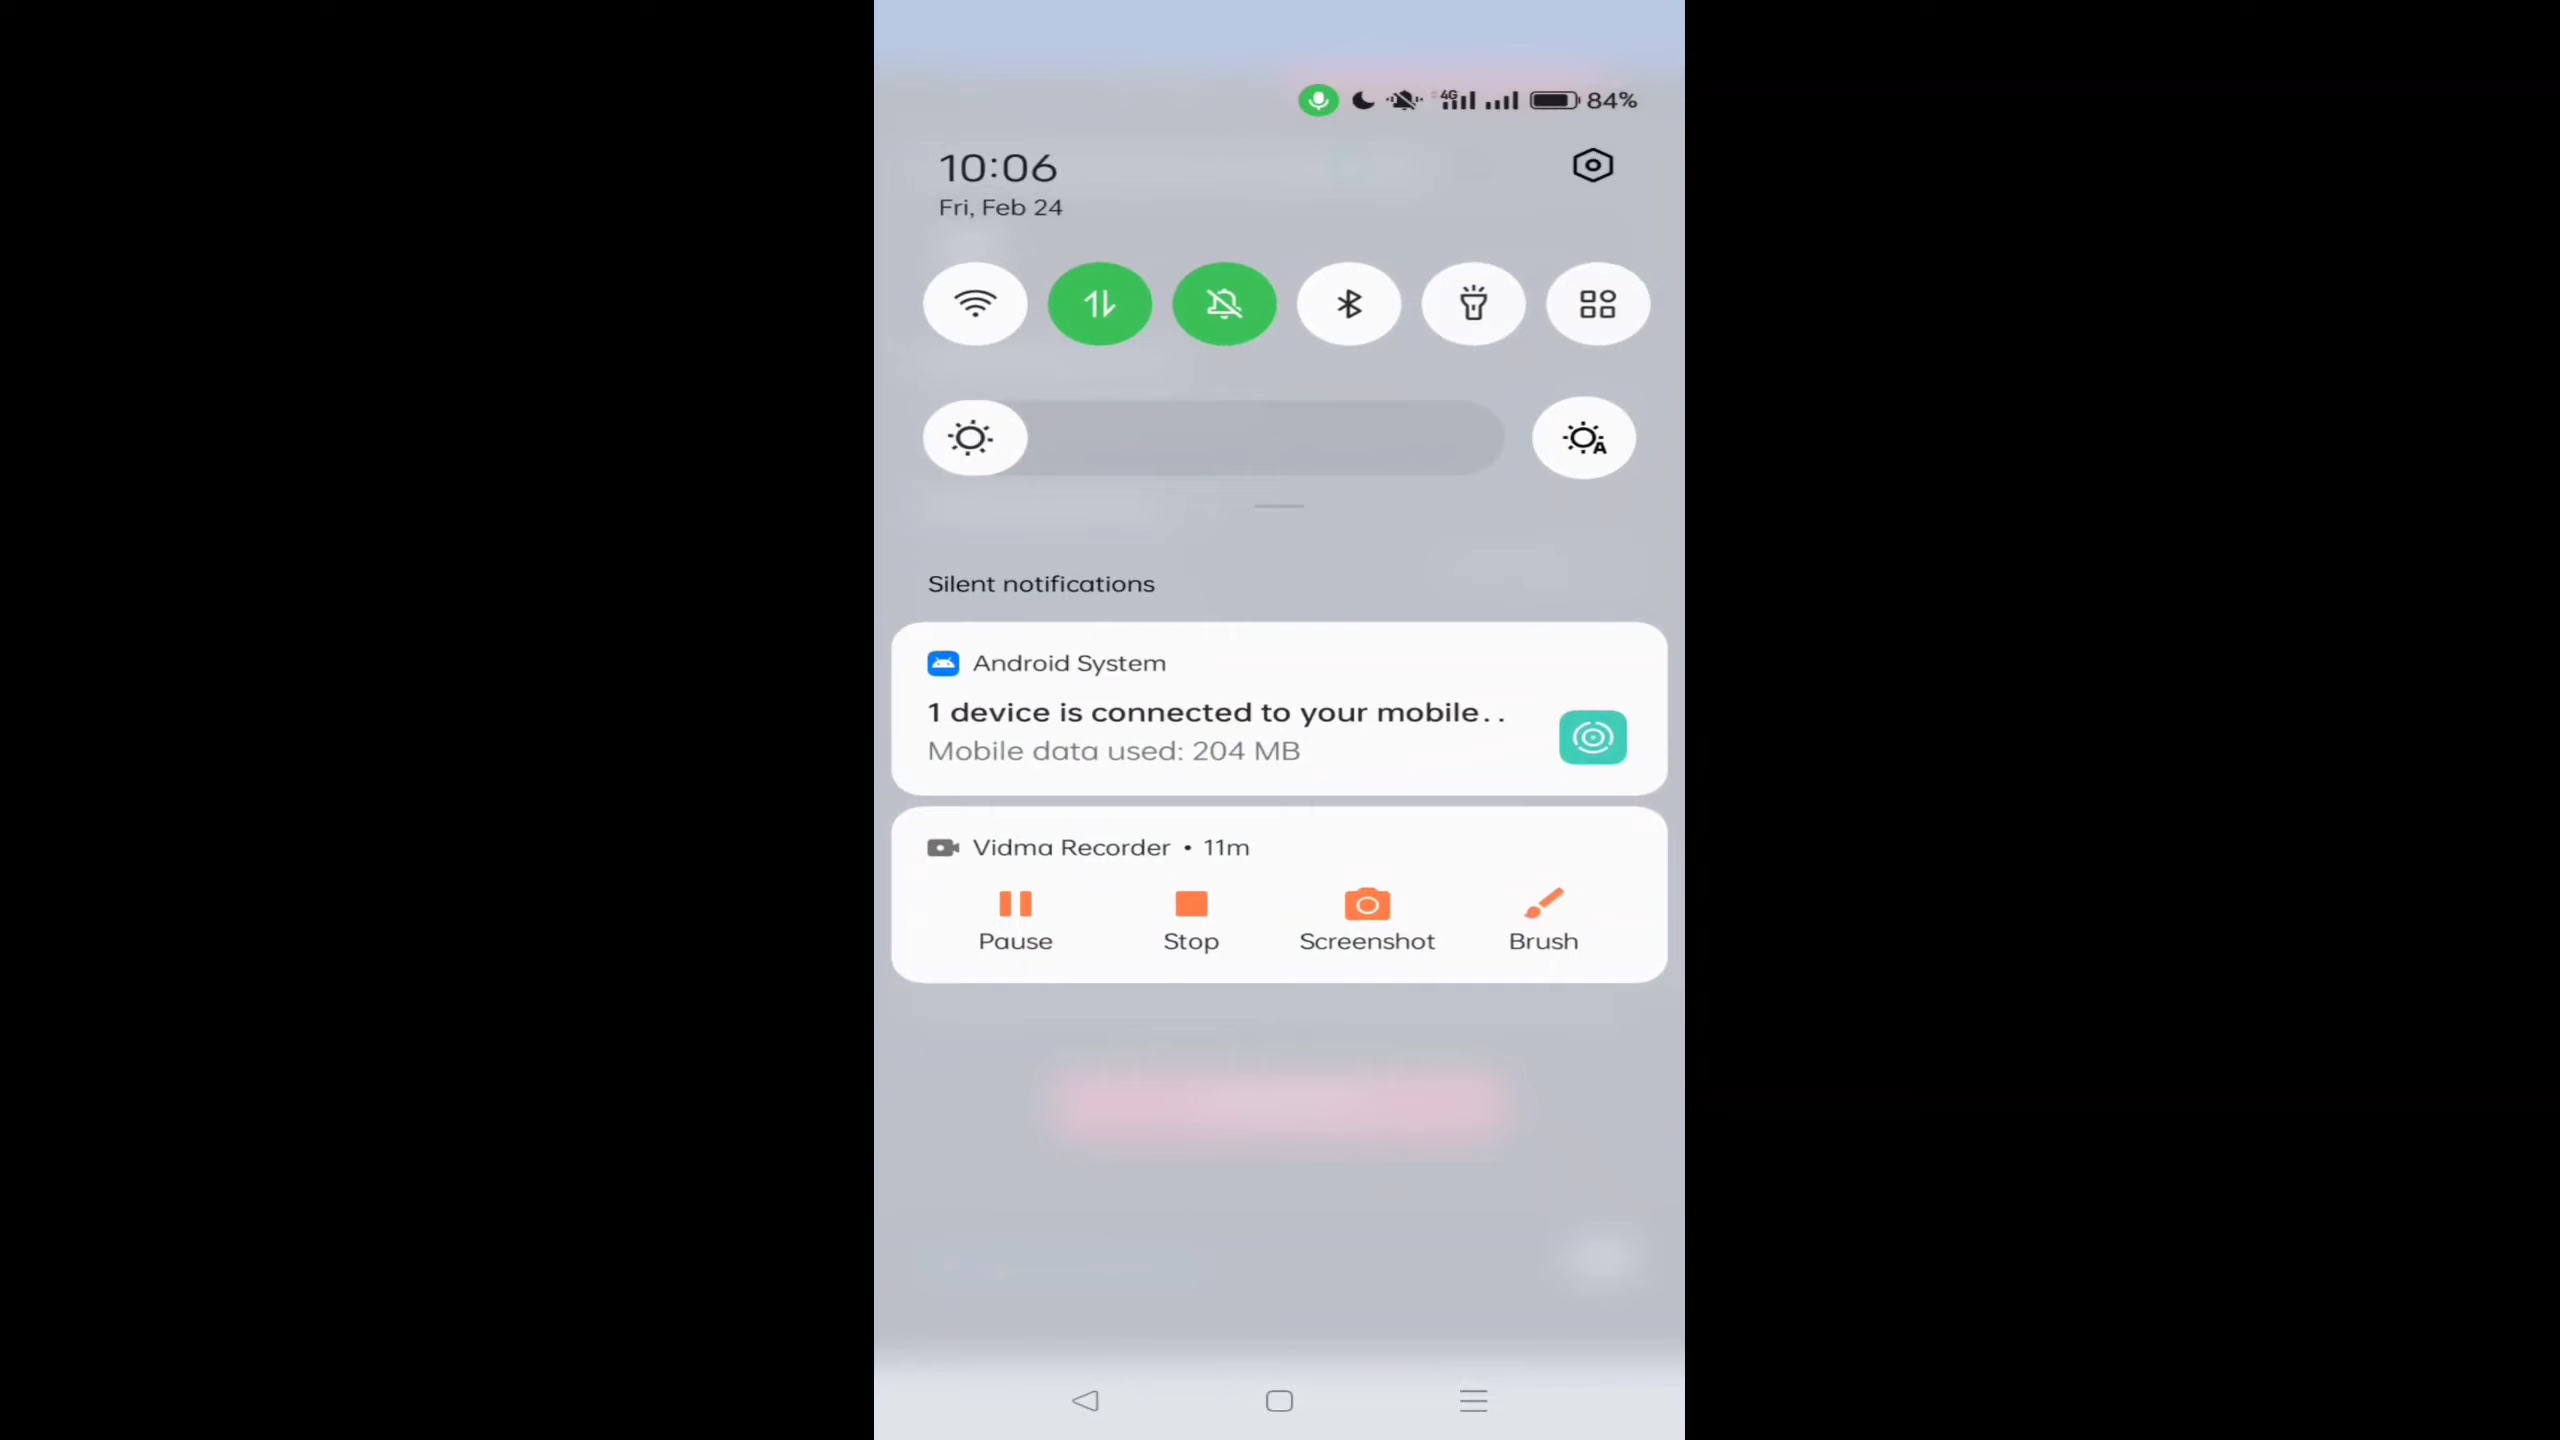 4G 84%
10:06
Fri, Feb 24
A
Silent notifications
Android System
1 device is connected to your mobile..
Mobile data used: 204 MB
Vidma Recorder • 11m
Pause Stop Screenshot Brush